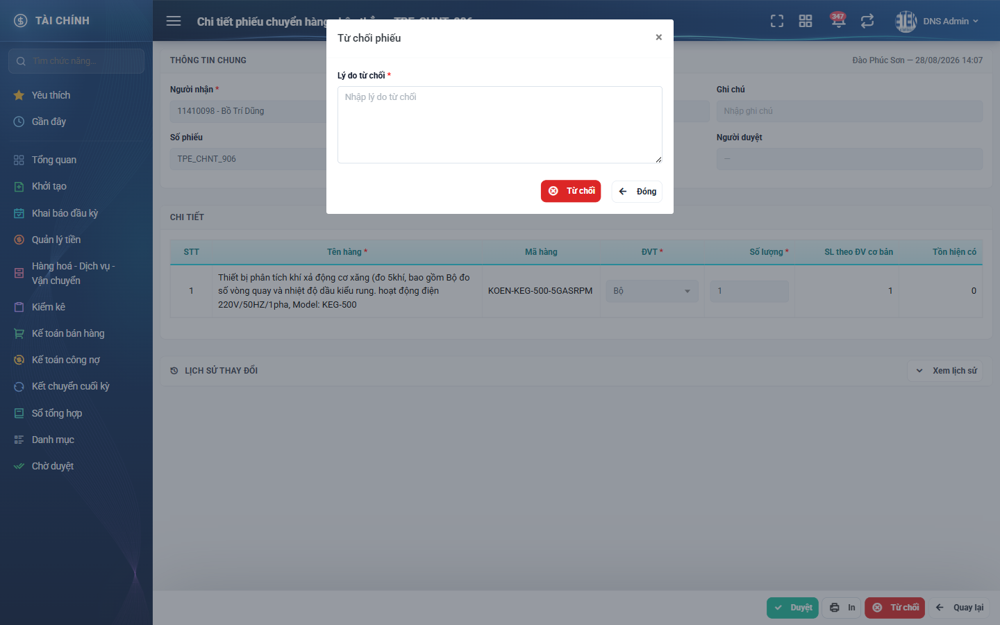 TÀI CHÍNH
Tìm chức năng...
Yêu thích
Gần đây
Tổng quan
Khởi tạo
Khai báo đầu kỳ
Quản lý tiền
Hàng hoá - Dịch vụ -
Vận chuyển
Kiểm kê
Kế toán bán hàng
Kế toán công nợ
Kết chuyển cuối kỳ
Sổ tổng hợp
Danh mục
Chờ duyệt
Chi tiết phiếu chuyển hàng
347
DNS Admin
Từ chối phiếu
×
Lý do từ chối *
Nhập lý do từ chối
Từ chối
Đóng
THÔNG TIN CHUNG
Đào Phúc Sơn — 28/08/2026 14:07
Người nhận *
Ghi chú
11410098 - Bồ Trí Dũng
Nhập ghi chú
Số phiếu
Người duyệt
TPE_CHNT_906
—
CHI TIẾT
STT Tên hàng * Mã hàng ĐVT * Số lượng * SL theo ĐV cơ bản Tồn hiện có
1
Thiết bị phân tích khí xả động cơ xăng (đo 5khí, bao gồm Bộ đo
số vòng quay và nhiệt độ dầu kiểu rung. hoạt động điện
220V/50HZ/1pha, Model: KEG-500
KOEN-KEG-500-5GASRPM
Bộ
1
1
0
LỊCH SỬ THAY ĐỔI
Xem lịch sử
Duyệt
In
Từ chối
Quay lại